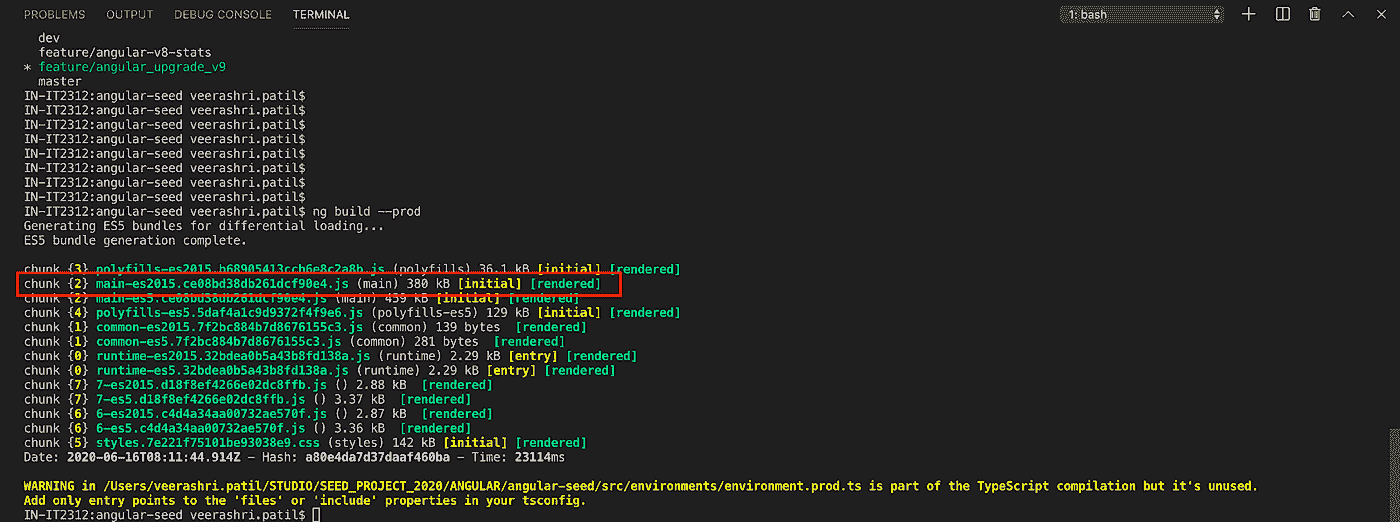 PROBLEMS OUTPUT DEBUG CONSOLE TERMINAL 1: bash
dev
feature/angular-v8-stats
* feature/angular_upgrade_v9
master
IN-IT2312:angular-seed veerashri.patil$
IN-IT2312:angular-seed veerashri.patil$
IN-IT2312:angular-seed veerashri.patil$
IN-IT2312:angular-seed veerashri.patil$
IN-IT2312:angular-seed veerashri.patil$
IN-IT2312:angular-seed veerashri.patil$
IN-IT2312:angular-seed veerashri.patil$
IN-IT2312:angular-seed veerashri.patil$
IN-IT2312:angular-seed veerashri.patil$ ng build --prod
Generating ES5 bundles for differential loading...
ES5 bundle generation complete.
chunk {3} polyfills-es2015.b68905413ccb6e8c2a8b.js (polyfills) 36.1 kB [initial] [rendered]
chunk {2} main-es2015.ce08bd38db261dcf90e4.js (main) 380 kB [initial] [rendered]
chunk {2} main-es5.ce08bd38db261dcf90e4.js (main) 459 kB [initial] [rendered]
chunk {4} polyfills-es5.5daf4a1c9d9372f4f9e6.js (polyfills-es5) 129 kB [initial] [rendered]
chunk {1} common-es2015.7f2bc884b7d8676155c3.js (common) 139 bytes [rendered]
chunk {1} common-es5.7f2bc884b7d8676155c3.js (common) 281 bytes [rendered]
chunk {0} runtime-es2015.32bdea0b5a43b8fd138a.js (runtime) 2.29 kB [entry] [rendered]
chunk {0} runtime-es5.32bdea0b5a43b8fd138a.js (runtime) 2.29 kB [entry] [rendered]
chunk {7} 7-es2015.d18f8ef4266e02dc8ffb.js () 2.88 kB [rendered]
chunk {7} 7-es5.d18f8ef4266e02dc8ffb.js () 3.37 kB [rendered]
chunk {6} 6-es2015.c4d4a34aa00732ae570f.js () 2.87 kB [rendered]
chunk {6} 6-es5.c4d4a34aa00732ae570f.js () 3.36 kB [rendered]
chunk {5} styles.7e221f75101be93038e9.css (styles) 142 kB [initial] [rendered]
Date: 2020-06-16T08:11:44.914Z - Hash: a80e4da7d37daaf460ba - Time: 23114ms
WARNING in /Users/veerashri.patil/STUDIO/SEED_PROJECT_2020/ANGULAR/angular-seed/src/environments/environment.prod.ts is part of the TypeScript compilation but it's unused.
Add only entry points to the 'files' or 'include' properties in your tsconfig.
IN-IT2312:angular-seed veerashri.patil$